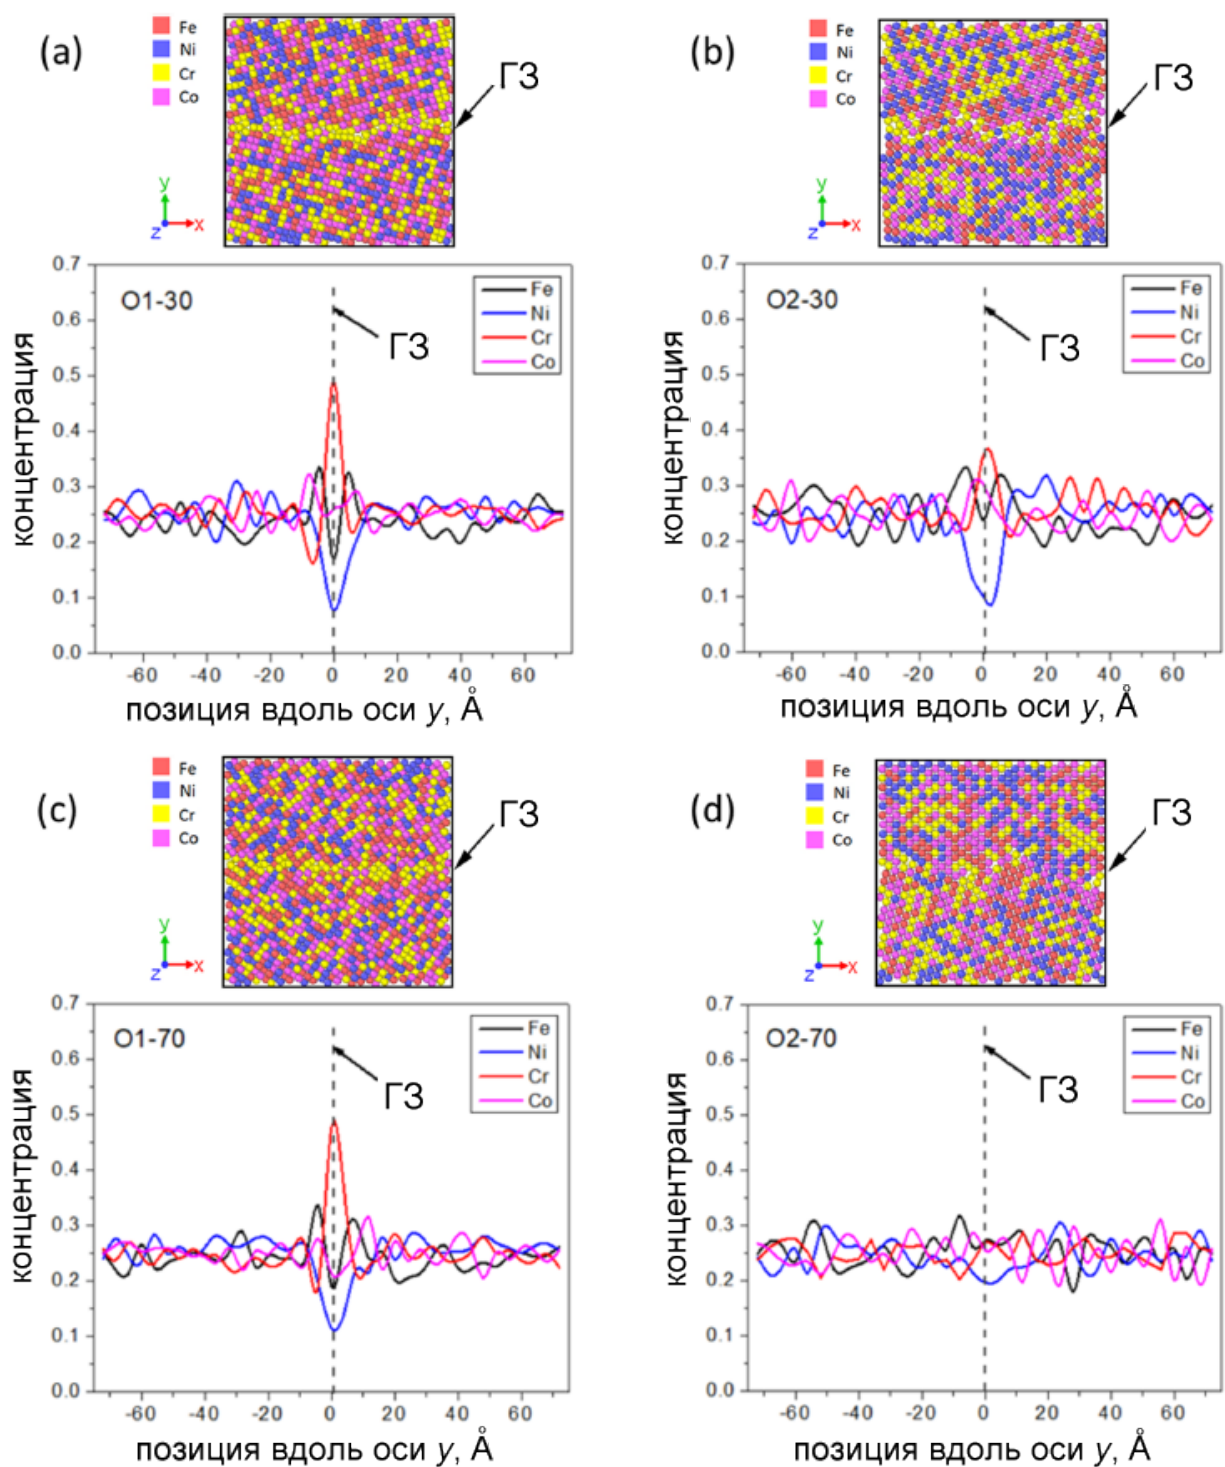 (a)
Fe
Ni
Cr
Co
ГЗ
y
z
x
(b)
Fe
Ni
Cr
Co
ГЗ
y
z
x
концентрация
0.7
0.6
0.5
0.4
0.3
0.2
0.1
0.0
O1-30
ГЗ
Fe
Ni
Cr
Co
-60
-40
-20
0
20
40
60
позиция вдоль оси y, Å
концентрация
0.7
0.6
0.5
0.4
0.3
0.2
0.1
0.0
O2-30
ГЗ
Fe
Ni
Cr
Co
-60
-40
-20
0
20
40
60
позиция вдоль оси y, Å
(c)
Fe
Ni
Cr
Co
ГЗ
y
z
x
(d)
Fe
Ni
Cr
Co
ГЗ
y
z
x
концентрация
0.7
0.6
0.5
0.4
0.3
0.2
0.1
0.0
O1-70
ГЗ
Fe
Ni
Cr
Co
-60
-40
-20
0
20
40
60
позиция вдоль оси y, Å
концентрация
0.7
0.6
0.5
0.4
0.3
0.2
0.1
0.0
O2-70
ГЗ
Fe
Ni
Cr
Co
-60
-40
-20
0
20
40
60
позиция вдоль оси y, Å